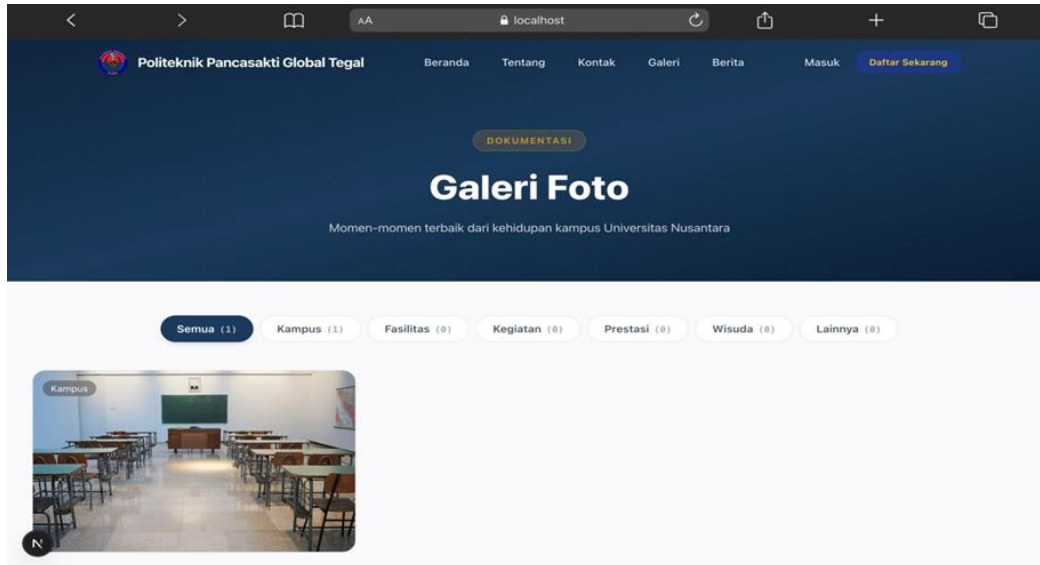 AA localhost
Politeknik Pancasakti Global Tegal Beranda Tentang Kontak Galeri Berita Masuk Daftar Sekarang
DOKUMENTASI
Galeri Foto
Momen-momen terbaik dari kehidupan kampus Universitas Nusantara
Semua (1) Kampus (1) Fasilitas (0) Kegiatan (0) Prestasi (0) Wisuda (0) Lainnya (0)
Kampus
N